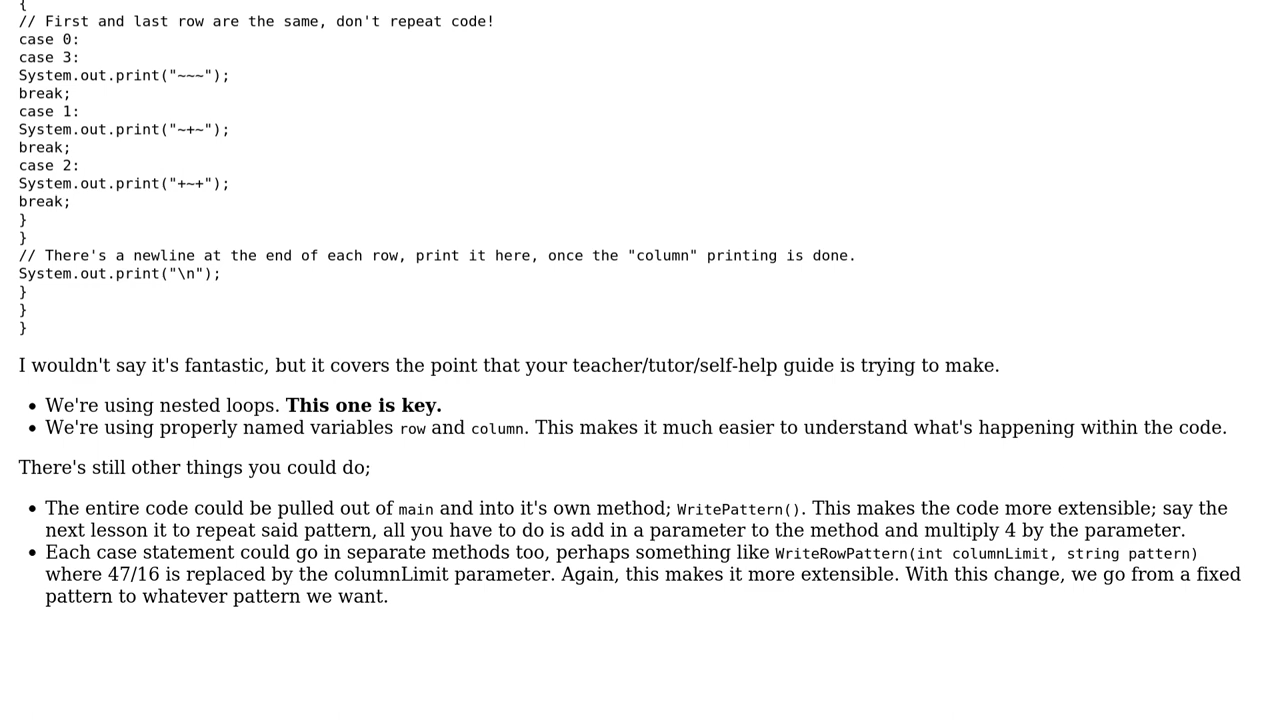 {
// First and last row are the same, don't repeat code!
case 0:
case 3:
System.out.print("~~~");
break;
case 1:
System.out.print("~+~");
break;
case 2:
System.out.print("+~+");
break;
}
}
// There's a newline at the end of each row, print it here, once the "column" printing is done.
System.out.print("\n");
}
}
}
I wouldn't say it's fantastic, but it covers the point that your teacher/tutor/self-help guide is trying to make.
• We're using nested loops. This one is key.
• We're using properly named variables row and column. This makes it much easier to understand what's happening within the code.
There's still other things you could do;
• The entire code could be pulled out of main and into it's own method; WritePattern(). This makes the code more extensible; say the
next lesson it to repeat said pattern, all you have to do is add in a parameter to the method and multiply 4 by the parameter.
• Each case statement could go in separate methods too, perhaps something like WriteRowPattern(int columnLimit, string pattern)
where 47/16 is replaced by the columnLimit parameter. Again, this makes it more extensible. With this change, we go from a fixed
pattern to whatever pattern we want.